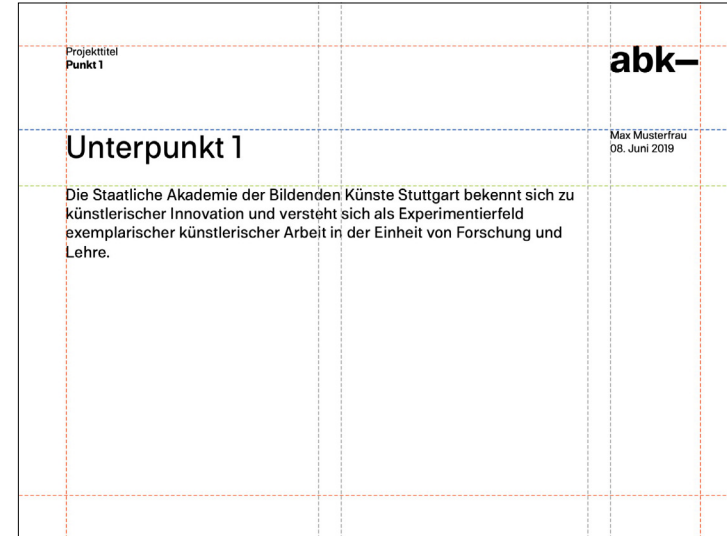 Projekttitel
Punkt 1
abk–
Unterpunkt 1
Max Musterfrau
08. Juni 2019
Die Staatliche Akademie der Bildenden Künste Stuttgart bekennt sich zu
künstlerischer Innovation und versteht sich als Experimentierfeld
exemplarischer künstlerischer Arbeit in der Einheit von Forschung und
Lehre.